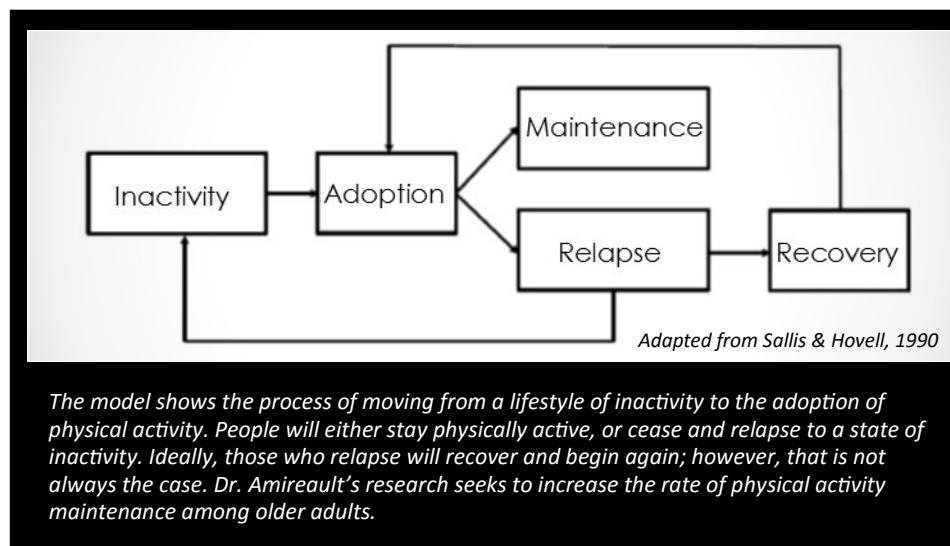 Maintenance
Inactivity
Adoption
Relapse
Recovery
Adapted from Sallis & Hovell, 1990
The model shows the process of moving from a lifestyle of inactivity to the adoption of
physical activity. People will either stay physically active, or cease and relapse to a state of
inactivity. Ideally, those who relapse will recover and begin again; however, that is not
always the case. Dr. Amireault’s research seeks to increase the rate of physical activity
maintenance among older adults.